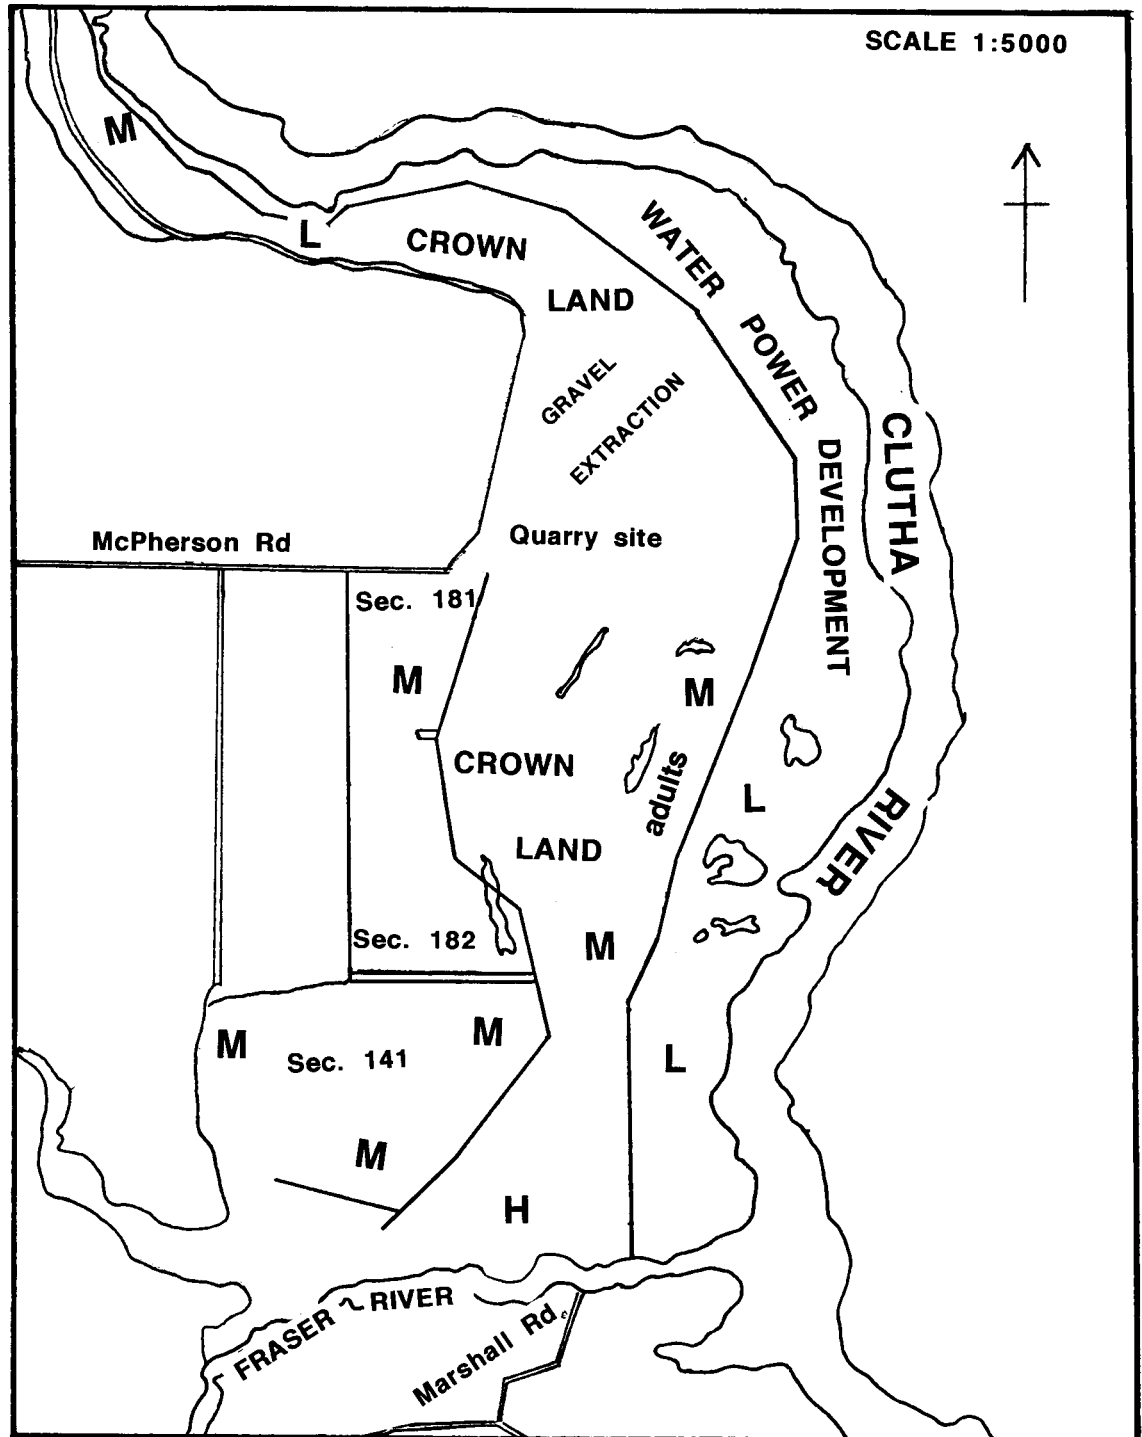 SCALE 1:5000
M
L
CROWN
LAND
WATER POWER DEVELOPMENT
GRAVEL
EXTRACTION
CLUTHA RIVER
Quarry site
McPherson Rd
Sec. 181
M
M
CROWN
adults
L
LAND
Sec. 182
M
M
M
Sec. 141
L
M
H
FRASER RIVER
Marshall Rd.